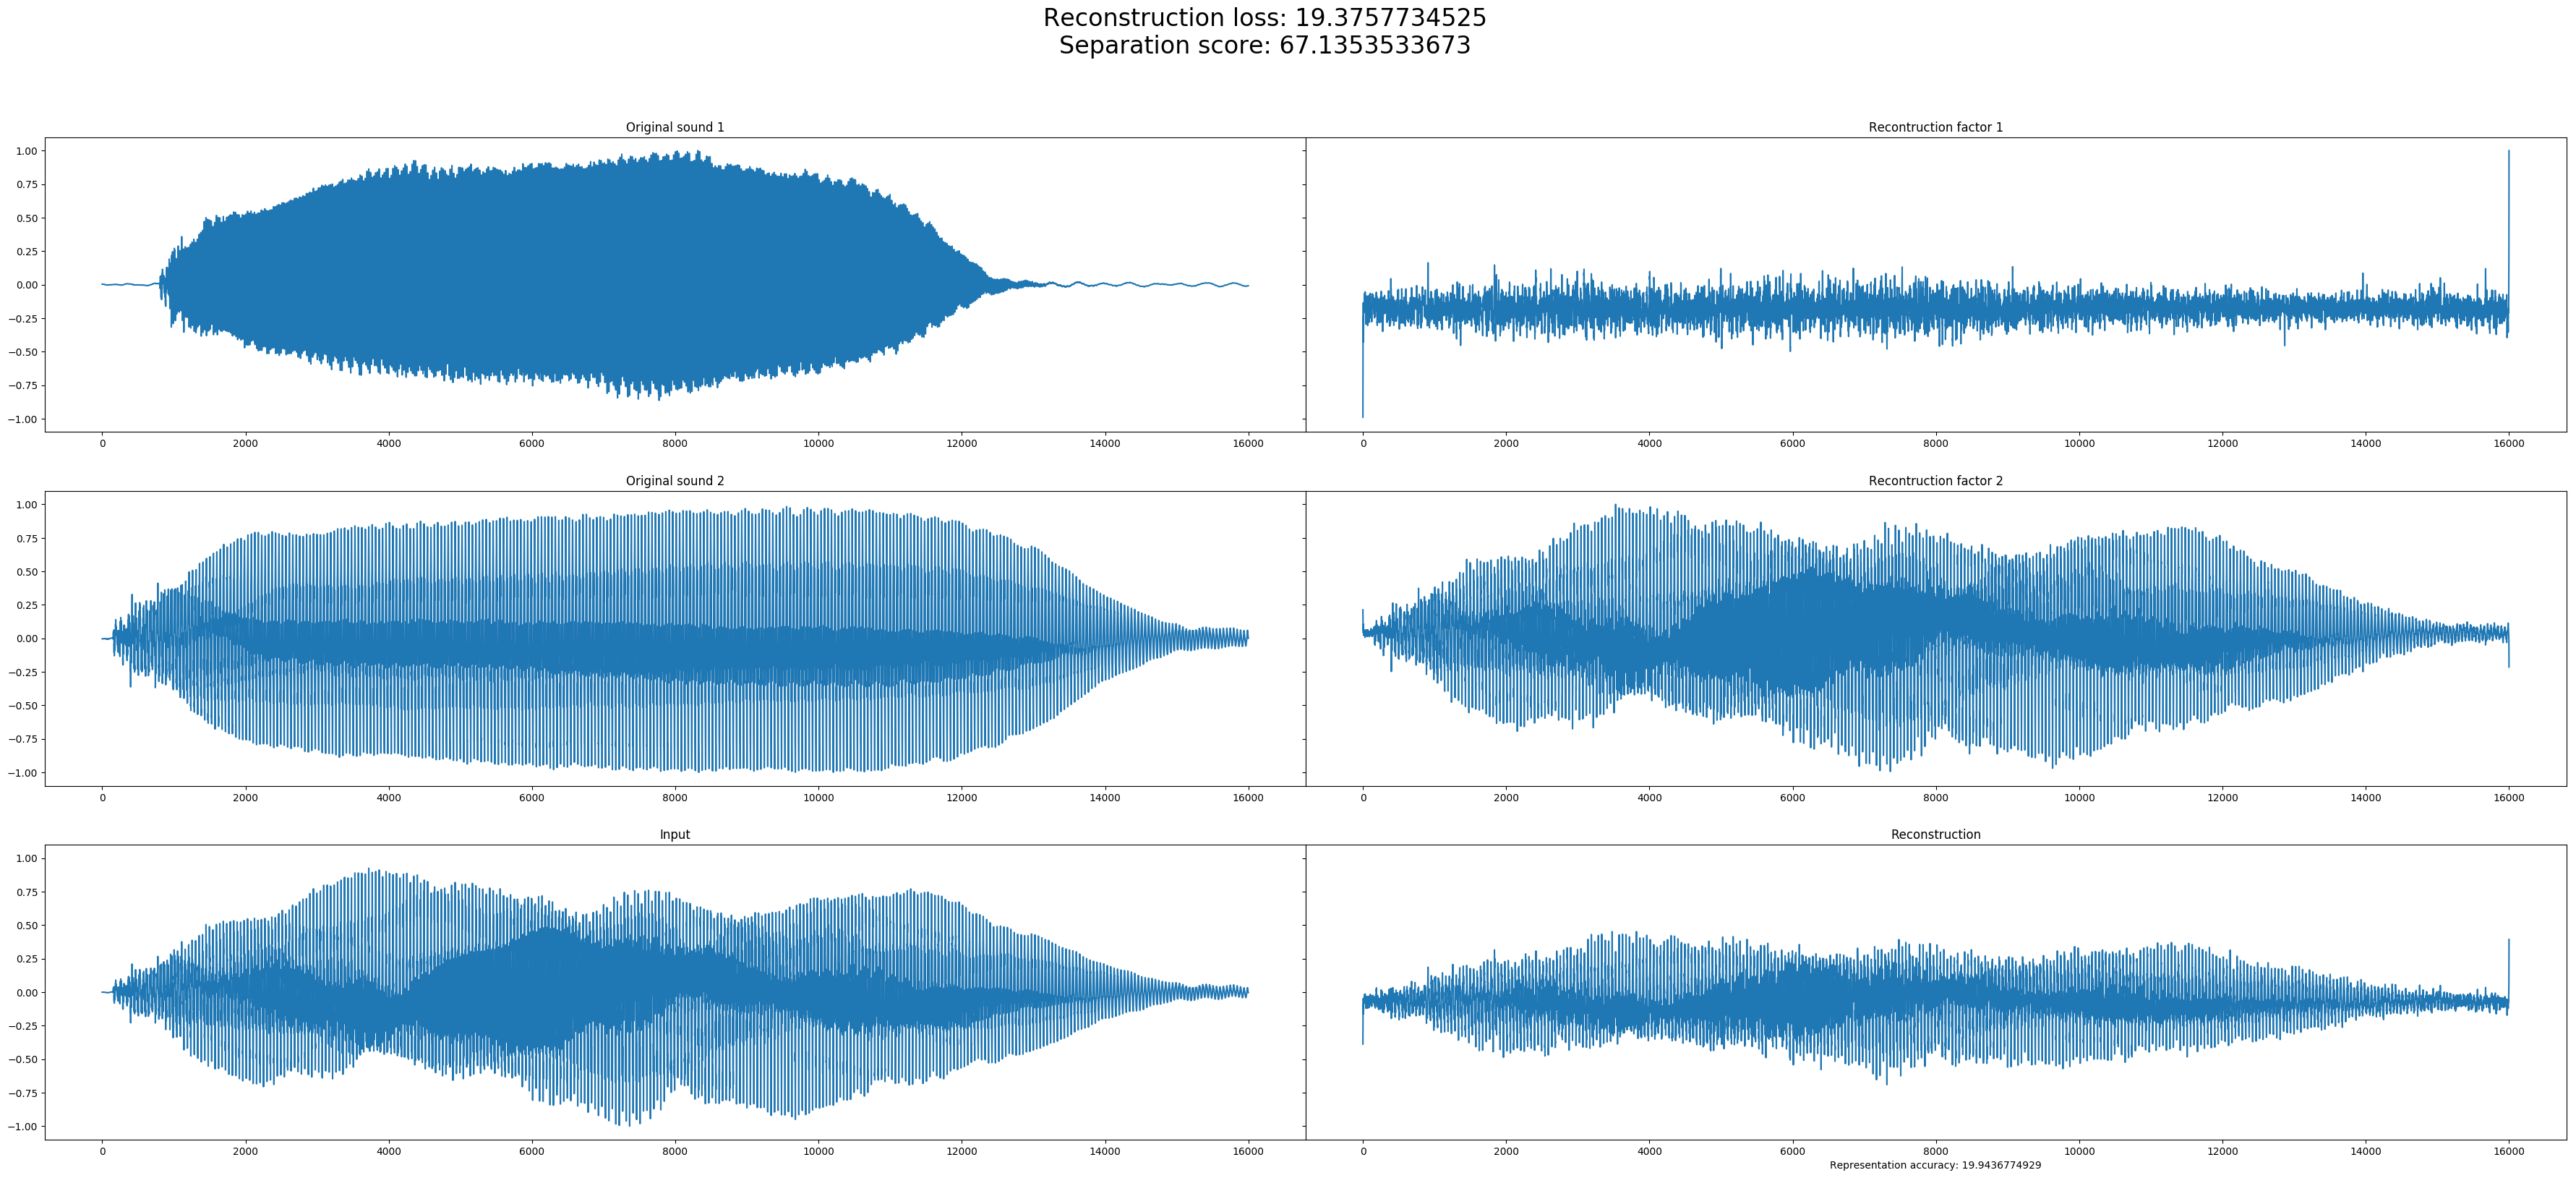 Reconstruction loss: 19.3757734525
Separation score: 67.1353533673
Original sound 1
Recontruction factor 1
1.00
0.75
0.50
0.25
0.00
−0.25
−0.50
−0.75
−1.00
0 2000 4000 6000 8000 10000 12000 14000 16000
0 2000 4000 6000 8000 10000 12000 14000 16000
Original sound 2
Recontruction factor 2
1.00
0.75
0.50
0.25
0.00
−0.25
−0.50
−0.75
−1.00
0 2000 4000 6000 8000 10000 12000 14000 16000
0 2000 4000 6000 8000 10000 12000 14000 16000
Input
Reconstruction
1.00
0.75
0.50
0.25
0.00
−0.25
−0.50
−0.75
−1.00
0 2000 4000 6000 8000 10000 12000 14000 16000
0 2000 4000 6000 8000 10000 12000 14000 16000
Representation accuracy: 19.9436774929